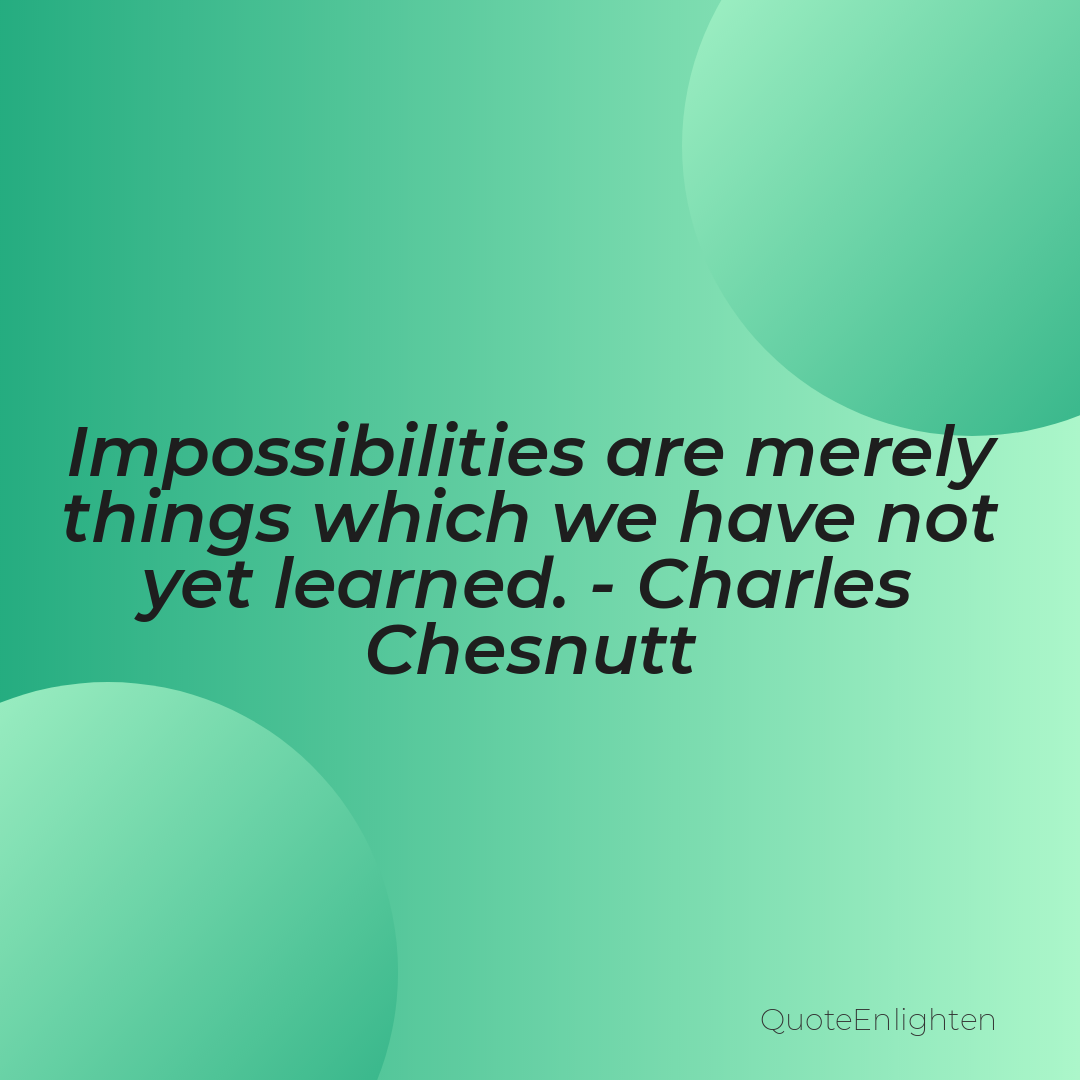 Impossibilities are merely
things which we have not
yet learned. - Charles
Chesnutt
QuoteEnlighten